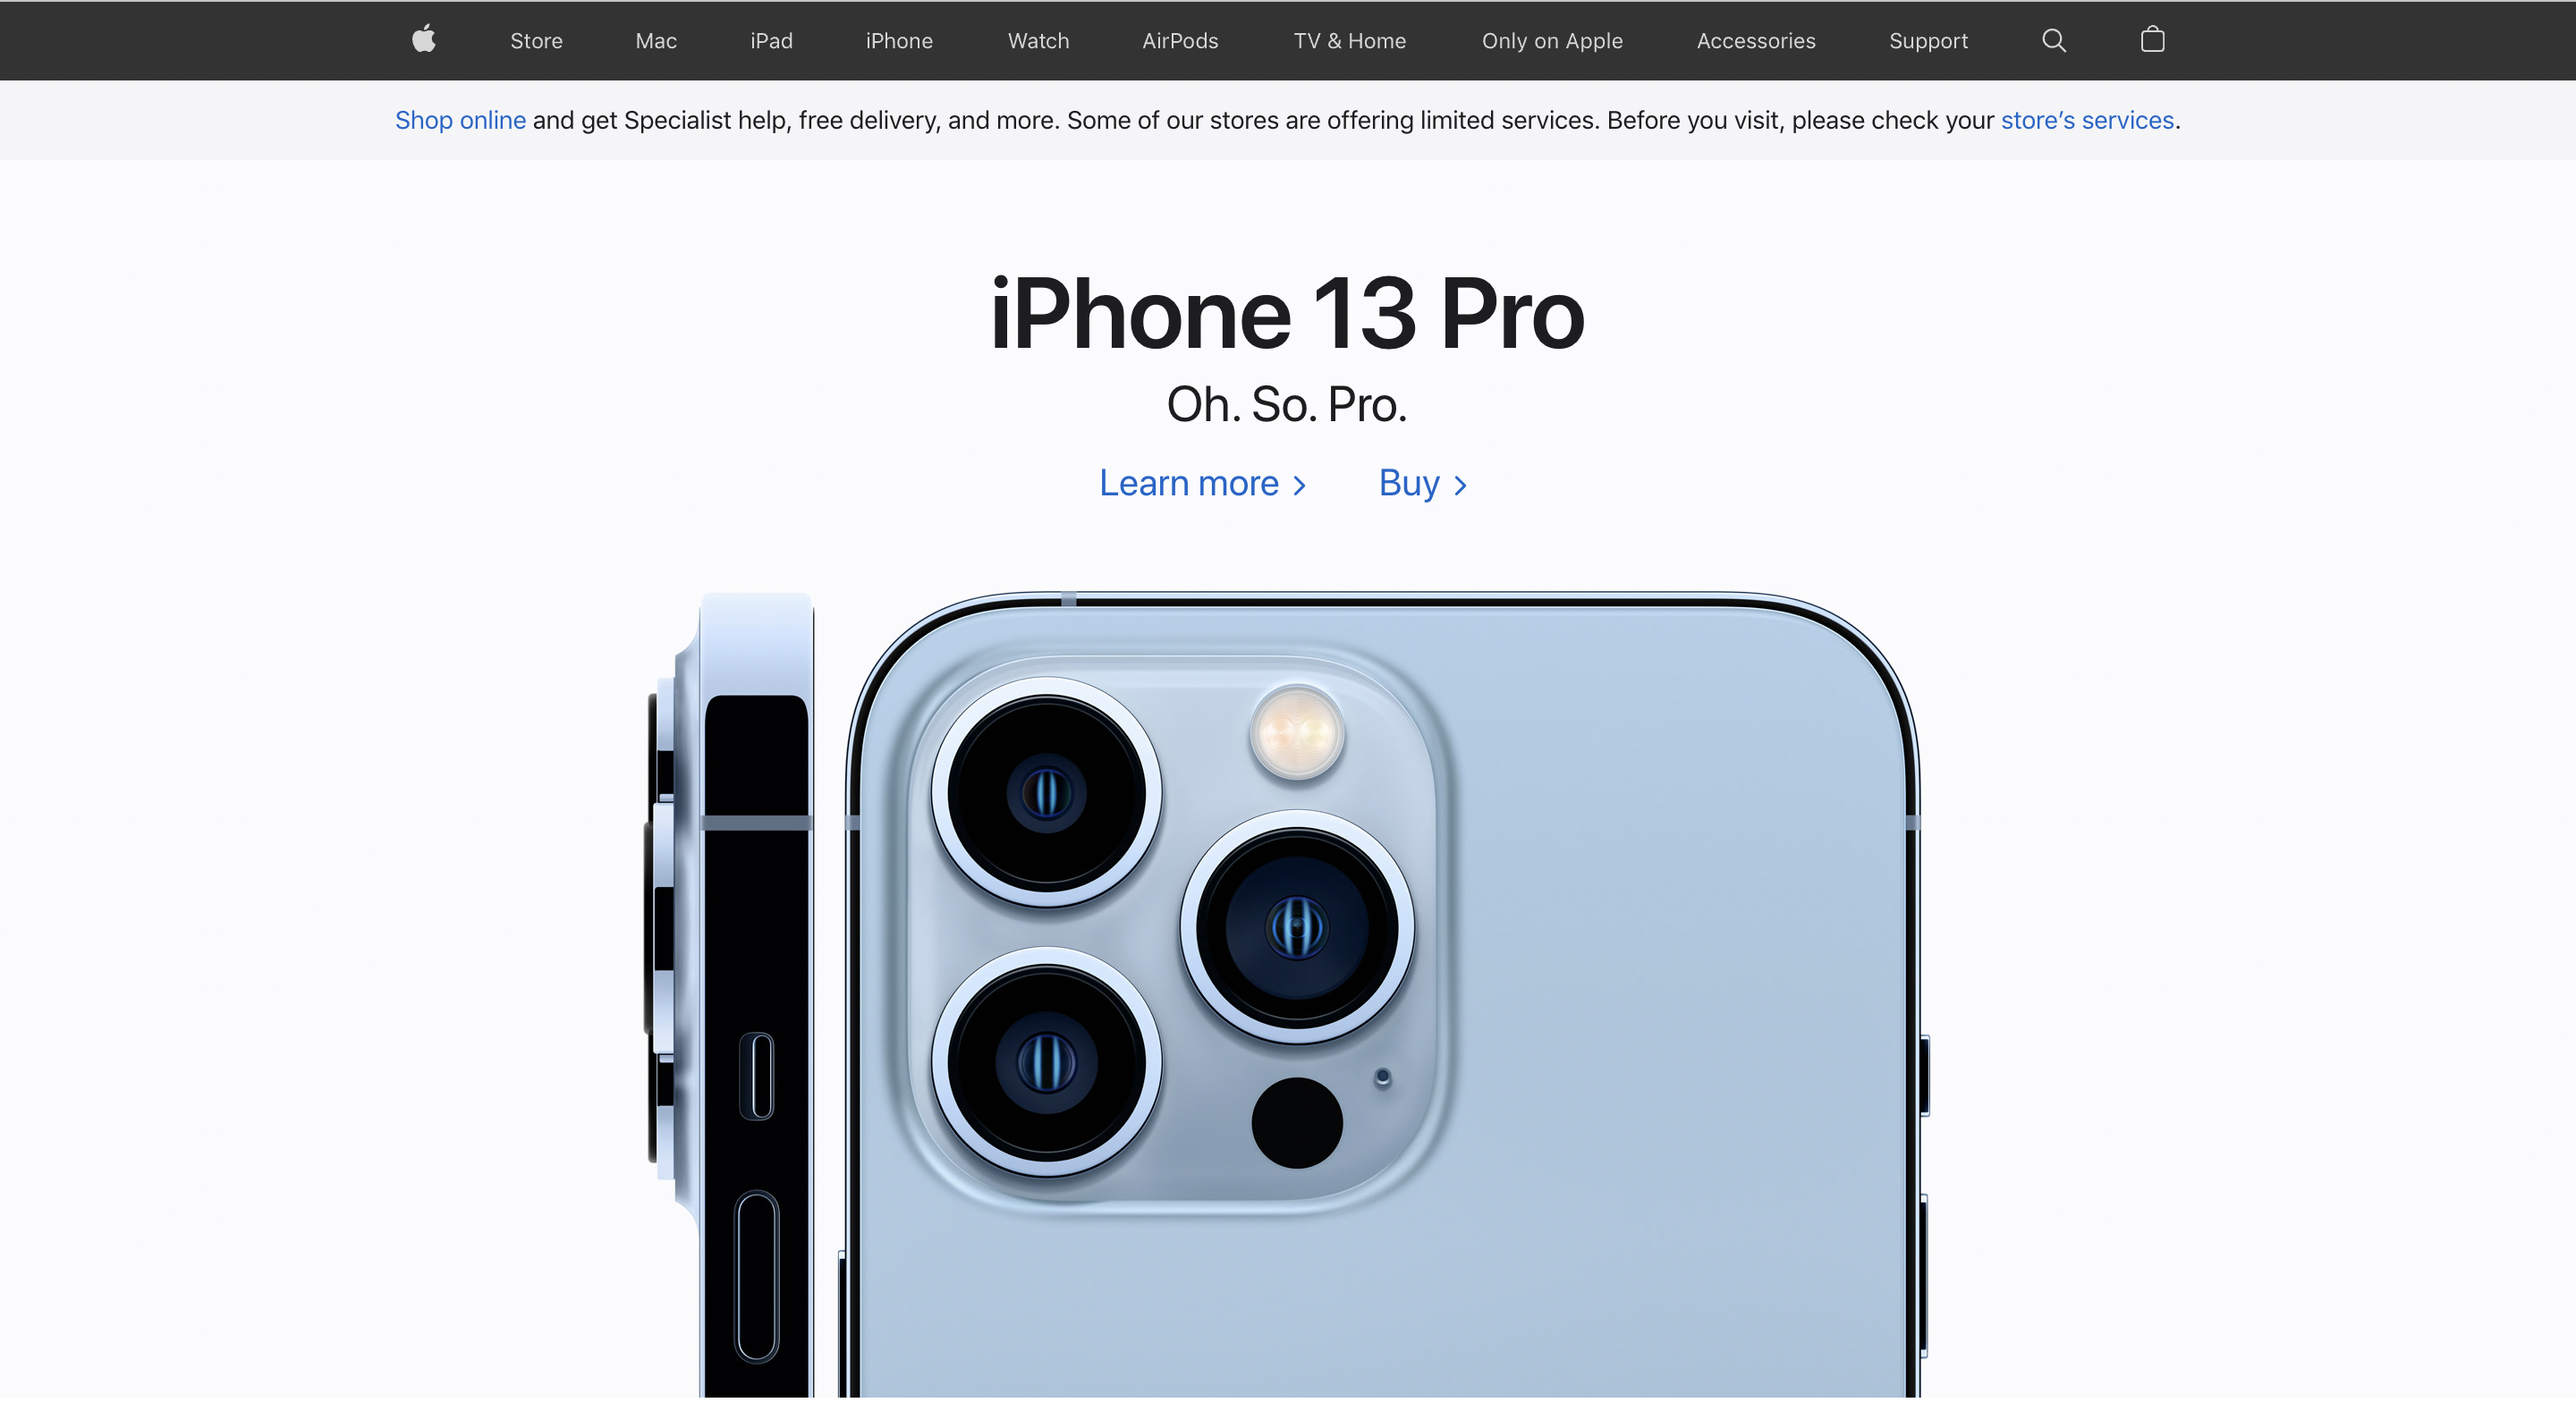 Store Mac iPad iPhone Watch AirPods TV & Home Only on Apple Accessories Support
Shop online and get Specialist help, free delivery, and more. Some of our stores are offering limited services. Before you visit, please check your store’s services.
iPhone 13 Pro
Oh. So. Pro.
Learn more > Buy >